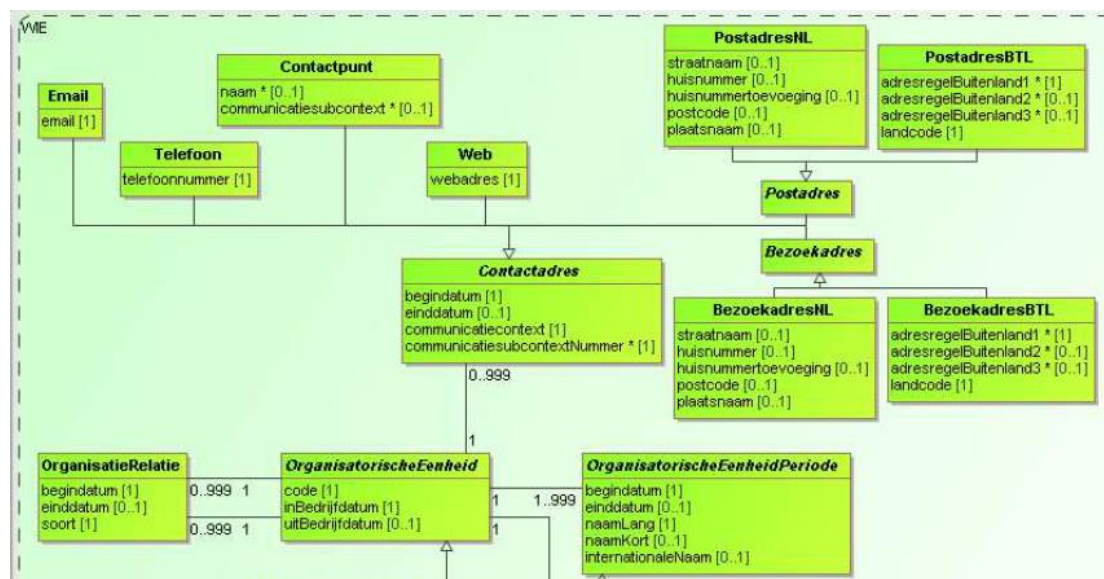 WIE
Email
email [1]
Contactpunt
naam * [0..1]
communicatiesubcontext * [0..1]
Telefoon
telefoonnummer [1]
Web
webadres [1]
PostadresNL
straatnaam [0..1]
huisnummer [0..1]
huisnummertoevoeging [0..1]
postcode [0..1]
plaatsnaam [0..1]
PostadresBTL
adresregelBuitenland1 * [1]
adresregelBuitenland2 * [0..1]
adresregelBuitenland3 * [0..1]
landcode [1]
Postadres
Bezoekadres
Contactadres
begindatum [1]
einddatum [0..1]
communicatiecontext [1]
communicatiesubcontextNummer * [1]
BezoekadresNL
straatnaam [0..1]
huisnummer [0..1]
huisnummertoevoeging [0..1]
postcode [0..1]
plaatsnaam [0..1]
BezoekadresBTL
adresregelBuitenland1 * [1]
adresregelBuitenland2 * [0..1]
adresregelBuitenland3 * [0..1]
landcode [1]
0..999
1
OrganisatieRelatie
begindatum [1]
einddatum [0..1]
soort [1]
0..999 1
0..999 1
OrganisatorischeEenheid
code [1]
inBedrijfdatum [1]
uitBedrijfdatum [0..1]
1 1..999
1
OrganisatorischeEenheidPeriode
begindatum [1]
einddatum [0..1]
naamLang [1]
naamKort [0..1]
internationaleNaam [0..1]